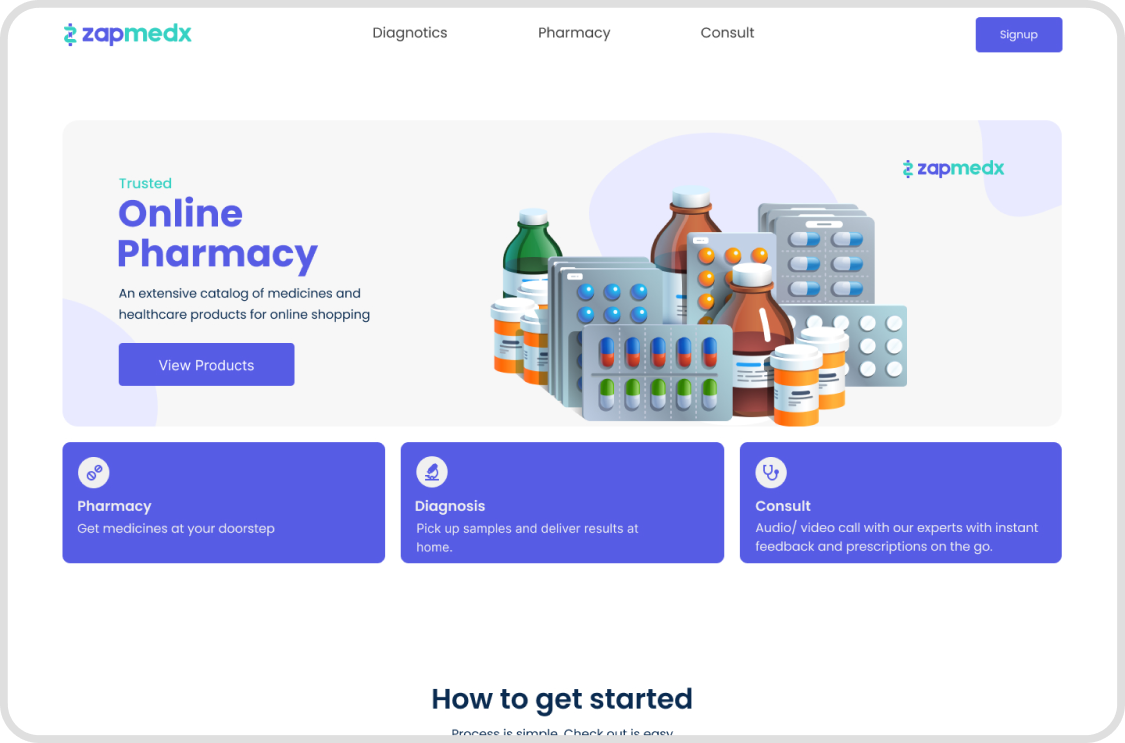 zapmedx
Diagnotics Pharmacy Consult
Signup
zapmedx
Trusted
Online
Pharmacy
An extensive catalog of medicines and
healthcare products for online shopping
View Products
Pharmacy
Get medicines at your doorstep
Diagnosis
Pick up samples and deliver results at
home.
Consult
Audio/ video call with our experts with instant
feedback and prescriptions on the go.
How to get started
Process is simple. Check out is easy